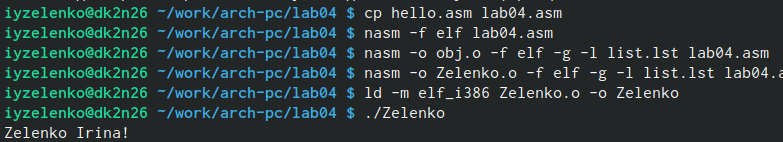 iyzelenko@dk2n26 ~/work/arch-pc/lab04 $ cp hello.asm lab04.asm
iyzelenko@dk2n26 ~/work/arch-pc/lab04 $ nasm -f elf lab04.asm
iyzelenko@dk2n26 ~/work/arch-pc/lab04 $ nasm -o obj.o -f elf -g -l list.lst lab04.asm
iyzelenko@dk2n26 ~/work/arch-pc/lab04 $ nasm -o Zelenko.o -f elf -g -l list.lst lab04.a
iyzelenko@dk2n26 ~/work/arch-pc/lab04 $ ld -m elf_i386 Zelenko.o -o Zelenko
iyzelenko@dk2n26 ~/work/arch-pc/lab04 $ ./Zelenko
Zelenko Irina!